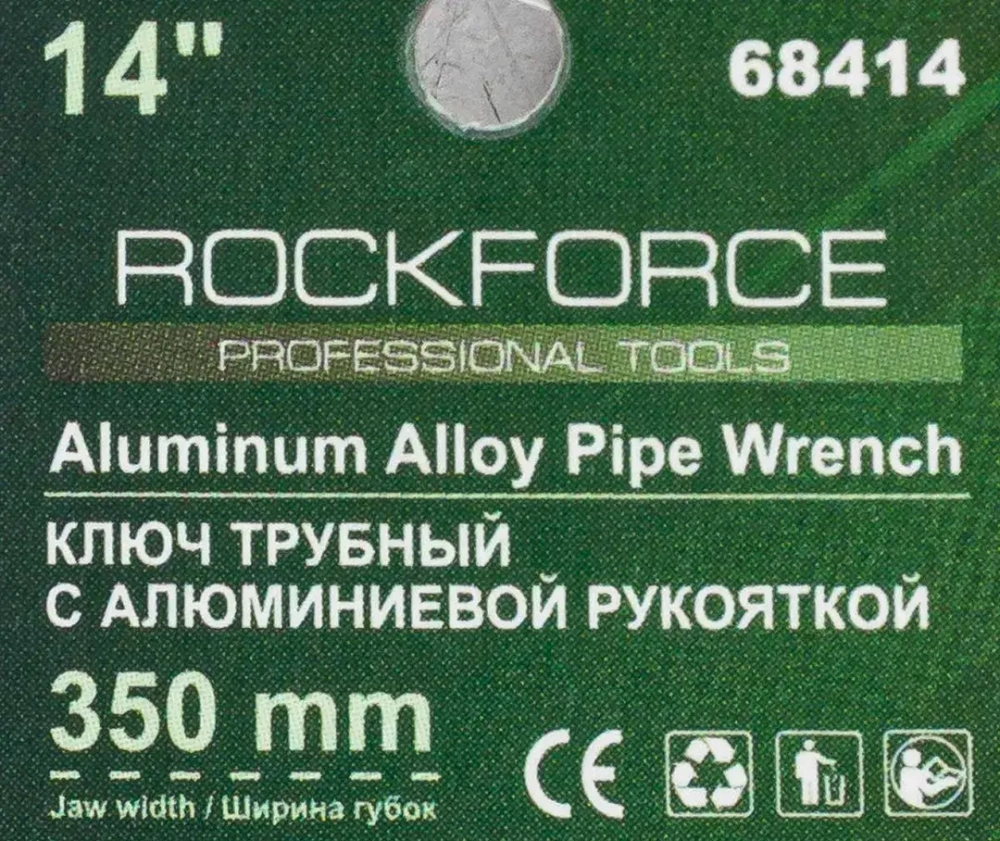 14"
68414
ROCKFORCE
PROFESSIONAL TOOLS
Aluminum Alloy Pipe Wrench
КЛЮЧ ТРУБНЫЙ
С АЛЮМИНИЕВОЙ РУКОЯТКОЙ
350 mm
Jaw width / Ширина губок
CE